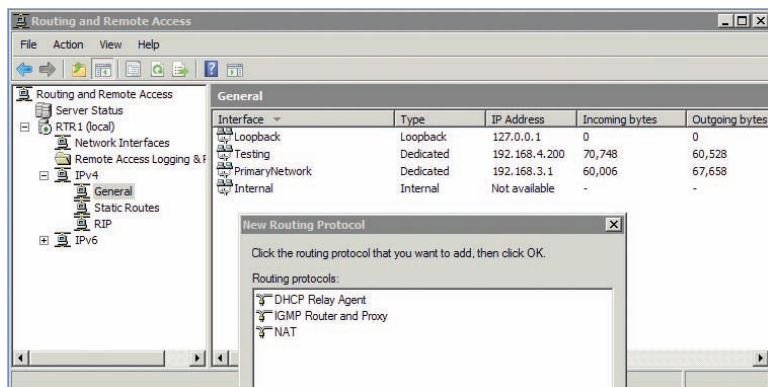 Routing and Remote Access
File Action View Help
Routing and Remote Access
Server Status
RTR1 (local)
Network Interfaces
Remote Access Logging &
IPv4
General
Static Routes
RIP
IPv6
General
Interface Type IP Address Incoming bytes Outgoing bytes
Loopback Loopback 127.0.0.1 0 0
Testing Dedicated 192.168.4.200 70,748 60,528
PrimaryNetwork Dedicated 192.168.3.1 60,006 67,658
Internal Internal Not available - -
New Routing Protocol
Click the routing protocol that you want to add, then click OK.
Routing protocols:
DHCP Relay Agent
IGMP Router and Proxy
NAT